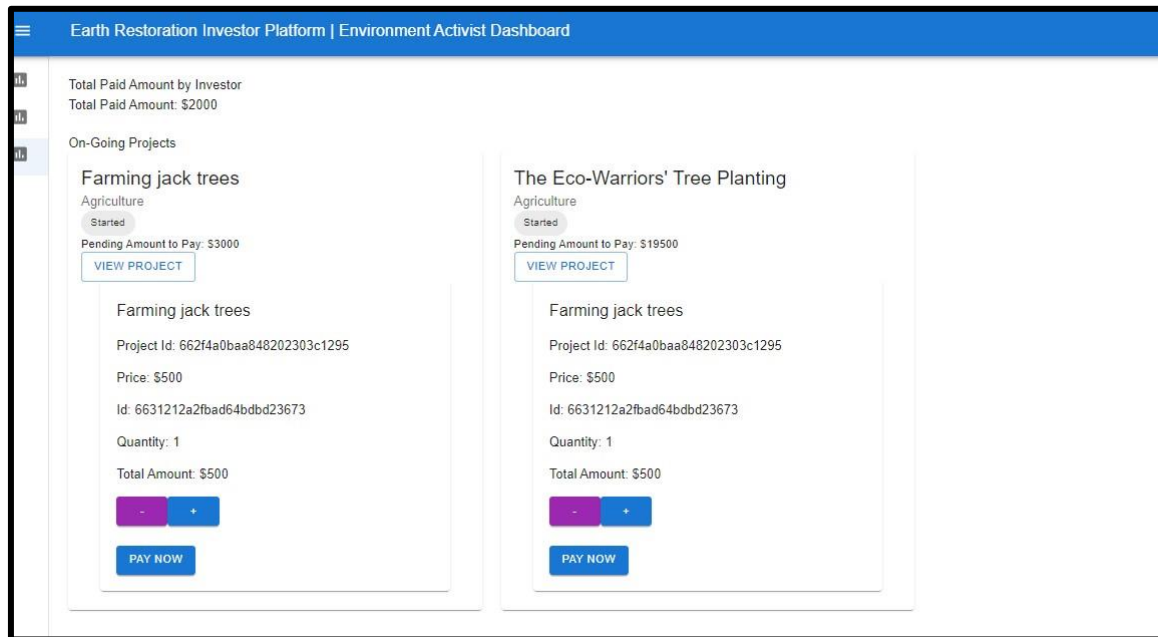 Earth Restoration Investor Platform | Environment Activist Dashboard
Total Paid Amount by Investor
Total Paid Amount: $2000
On-Going Projects
Farming jack trees
Agriculture
Started
Pending Amount to Pay: $3000
VIEW PROJECT
Farming jack trees
Project Id: 662f4a0baa848202303c1295
Price: $500
Id: 6631212a2fbad64bdbd23673
Quantity: 1
Total Amount: $500
- +
PAY NOW
The Eco-Warriors' Tree Planting
Agriculture
Started
Pending Amount to Pay: $19500
VIEW PROJECT
Farming jack trees
Project Id: 662f4a0baa848202303c1295
Price: $500
Id: 6631212a2fbad64bdbd23673
Quantity: 1
Total Amount: $500
- +
PAY NOW